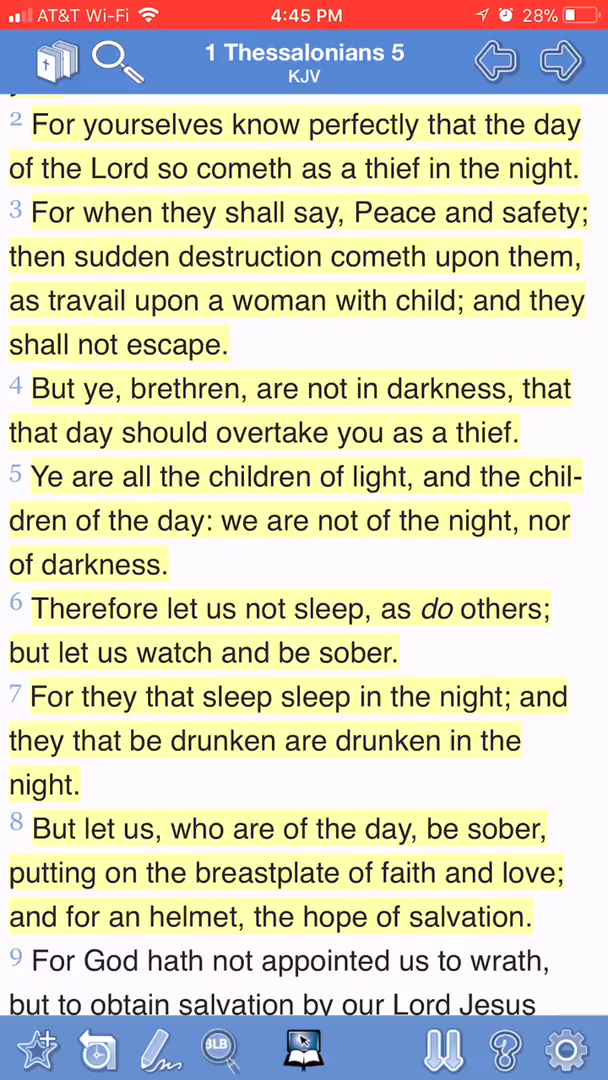 AT&T Wi-Fi 4:45 PM 28%
1 Thessalonians 5
KJV
2 For yourselves know perfectly that the day
of the Lord so cometh as a thief in the night.
3 For when they shall say, Peace and safety;
then sudden destruction cometh upon them,
as travail upon a woman with child; and they
shall not escape.
4 But ye, brethren, are not in darkness, that
that day should overtake you as a thief.
5 Ye are all the children of light, and the chil-
dren of the day: we are not of the night, nor
of darkness.
6 Therefore let us not sleep, as do others;
but let us watch and be sober.
7 For they that sleep sleep in the night; and
they that be drunken are drunken in the
night.
8 But let us, who are of the day, be sober,
putting on the breastplate of faith and love;
and for an helmet, the hope of salvation.
9 For God hath not appointed us to wrath,
but to obtain salvation by our Lord Jesus
BLB